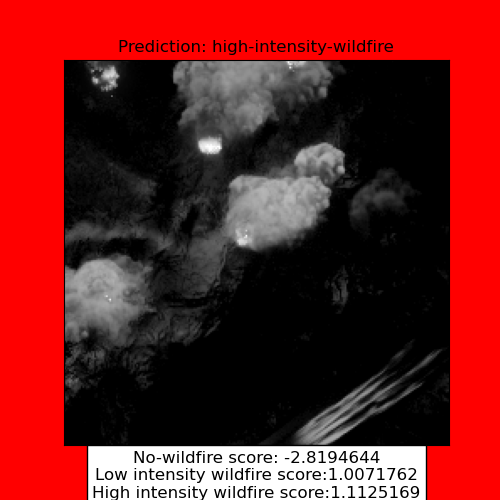 Prediction: high-intensity-wildfire
No-wildfire score: -2.8194644
Low intensity wildfire score:1.0071762
High intensity wildfire score:1.1125169